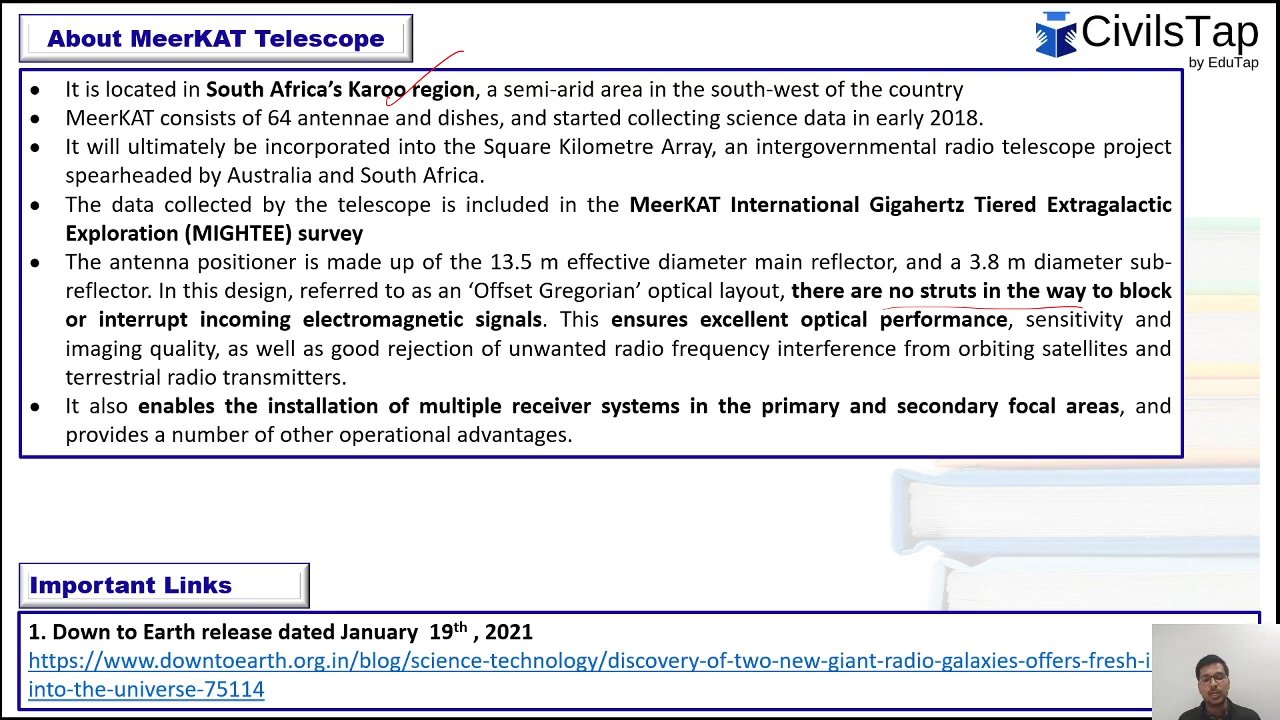 About MeerKAT Telescope
CivilsTap
by EduTap
● It is located in South Africa’s Karoo region, a semi-arid area in the south-west of the country
● MeerKAT consists of 64 antennae and dishes, and started collecting science data in early 2018.
● It will ultimately be incorporated into the Square Kilometre Array, an intergovernmental radio telescope project
spearheaded by Australia and South Africa.
● The data collected by the telescope is included in the MeerKAT International Gigahertz Tiered Extragalactic
Exploration (MIGHTEE) survey
● The antenna positioner is made up of the 13.5 m effective diameter main reflector, and a 3.8 m diameter sub-
reflector. In this design, referred to as an ‘Offset Gregorian’ optical layout, there are no struts in the way to block
or interrupt incoming electromagnetic signals. This ensures excellent optical performance, sensitivity and
imaging quality, as well as good rejection of unwanted radio frequency interference from orbiting satellites and
terrestrial radio transmitters.
● It also enables the installation of multiple receiver systems in the primary and secondary focal areas, and
provides a number of other operational advantages.
Important Links
1. Down to Earth release dated January 19th , 2021
https://www.downtoearth.org.in/blog/science-technology/discovery-of-two-new-giant-radio-galaxies-offers-fresh-i
into-the-universe-75114